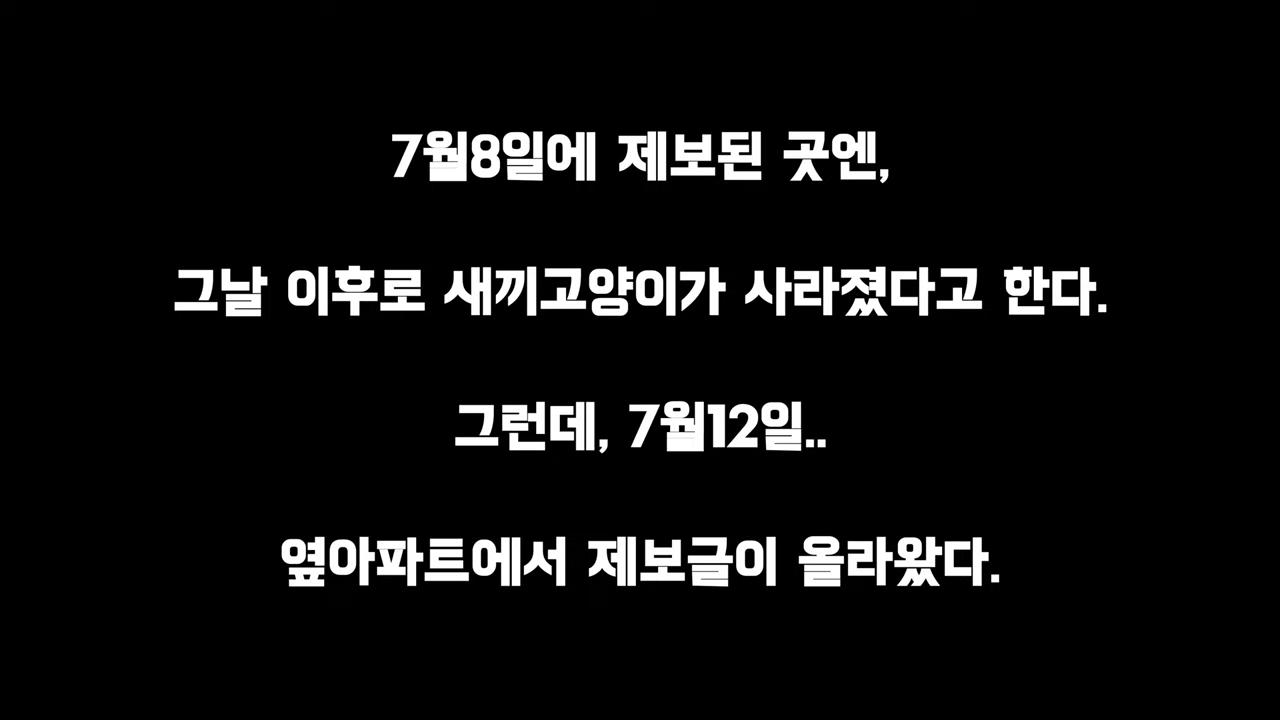 7월8일에 제보된 곳엔,
그날 이후로 새끼고양이가 사라졌다고 한다.
그런데, 7월12일..
옆아파트에서 제보글이 올라왔다.